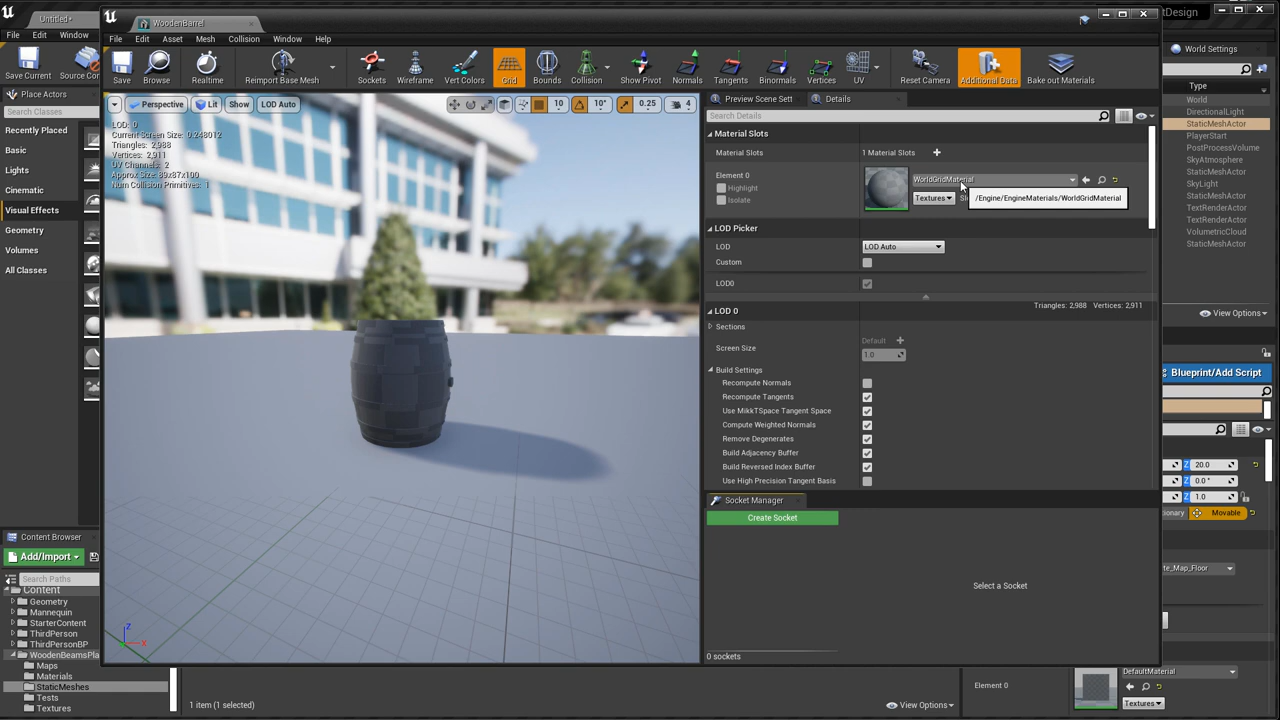 Untitled*
WoodenBarrel
tDesign
File Edit Window
File Edit Asset Mesh Collision Window Help
World Settings
Save Current
Source Con
Save
Browse
Realtime
Reimport Base Mesh
Sockets
Wireframe
Vert Colors
Grid
Bounds
Collision
Show Pivot
Normals
Tangents
Binormals
Vertices
UV
Reset Camera
Additional Data
Bake out Materials
Place Actors
Search Classes
Recently Placed
Basic
Lights
Cinematic
Visual Effects
Geometry
Volumes
All Classes
Perspective
Lit
Show
LOD Auto
10
10°
0.25
4
LOD: 0
Current Screen Size: 0.248012
Triangles: 2,988
Vertices: 2,911
UV Channels: 2
Approx Size: 89x87x100
Num Collision Primitives: 1
Z
X
Preview Scene Sett
Details
Search Details
Material Slots
Material Slots
1 Material Slots
Element 0
Highlight
Isolate
WorldGridMaterial
Textures
/Engine/EngineMaterials/WorldGridMaterial
LOD Picker
LOD
LOD Auto
Custom
LOD0
Triangles: 2,988 Vertices: 2,911
LOD 0
Sections
Screen Size
Default
1.0
Build Settings
Recompute Normals
Recompute Tangents
Use MikkTSpace Tangent Space
Compute Weighted Normals
Remove Degenerates
Build Adjacency Buffer
Build Reversed Index Buffer
Use High Precision Tangent Basis
Socket Manager
Create Socket
Select a Socket
0 sockets
Type
World
DirectionalLight
StaticMeshActor
PlayerStart
PostProcessVolume
SkyAtmosphere
StaticMeshActor
SkyLight
StaticMeshActor
TextRenderActor
TextRenderActor
VolumetricCloud
StaticMeshActor
View Options
Blueprint/Add Script
Z 20.0
Z 0.0°
Z 1.0
tionary
Movable
te_Map_Floor
Content Browser
Add/Import
Search Paths
Content
Geometry
Mannequin
StarterContent
ThirdPerson
ThirdPersonBP
WoodenBeamsPla
Maps
Materials
StaticMeshes
Tests
Textures
1 item (1 selected)
View Options
Element 0
DefaultMaterial
Textures